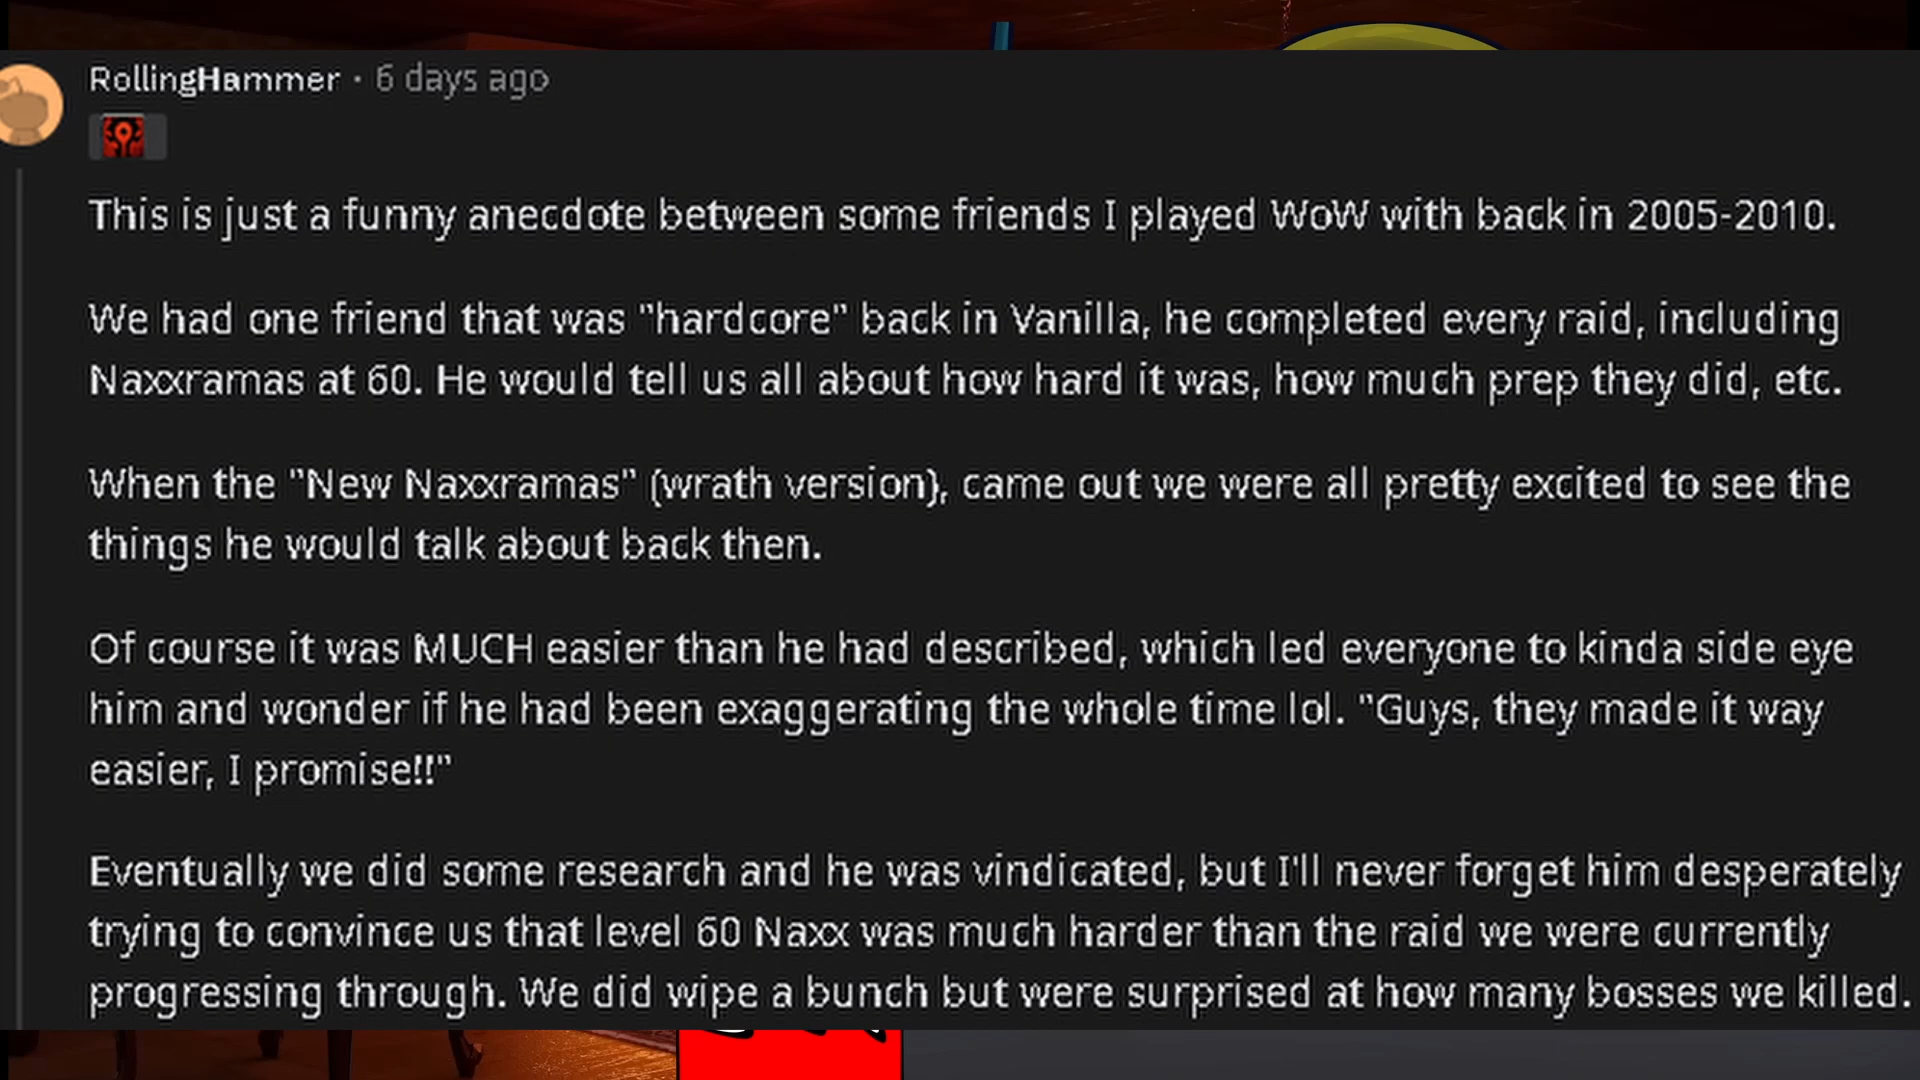 RollingHammer · 6 days ago
This is just a funny anecdote between some friends I played WoW with back in 2005-2010.
We had one friend that was "hardcore" back in Vanilla, he completed every raid, including
Naxxramas at 60. He would tell us all about how hard it was, how much prep they did, etc.
When the "New Naxxramas" (wrath version), came out we were all pretty excited to see the
things he would talk about back then.
Of course it was MUCH easier than he had described, which led everyone to kinda side eye
him and wonder if he had been exaggerating the whole time lol. "Guys, they made it way
easier, I promise!!"
Eventually we did some research and he was vindicated, but I'll never forget him desperately
trying to convince us that level 60 Naxx was much harder than the raid we were currently
progressing through. We did wipe a bunch but were surprised at how many bosses we killed.